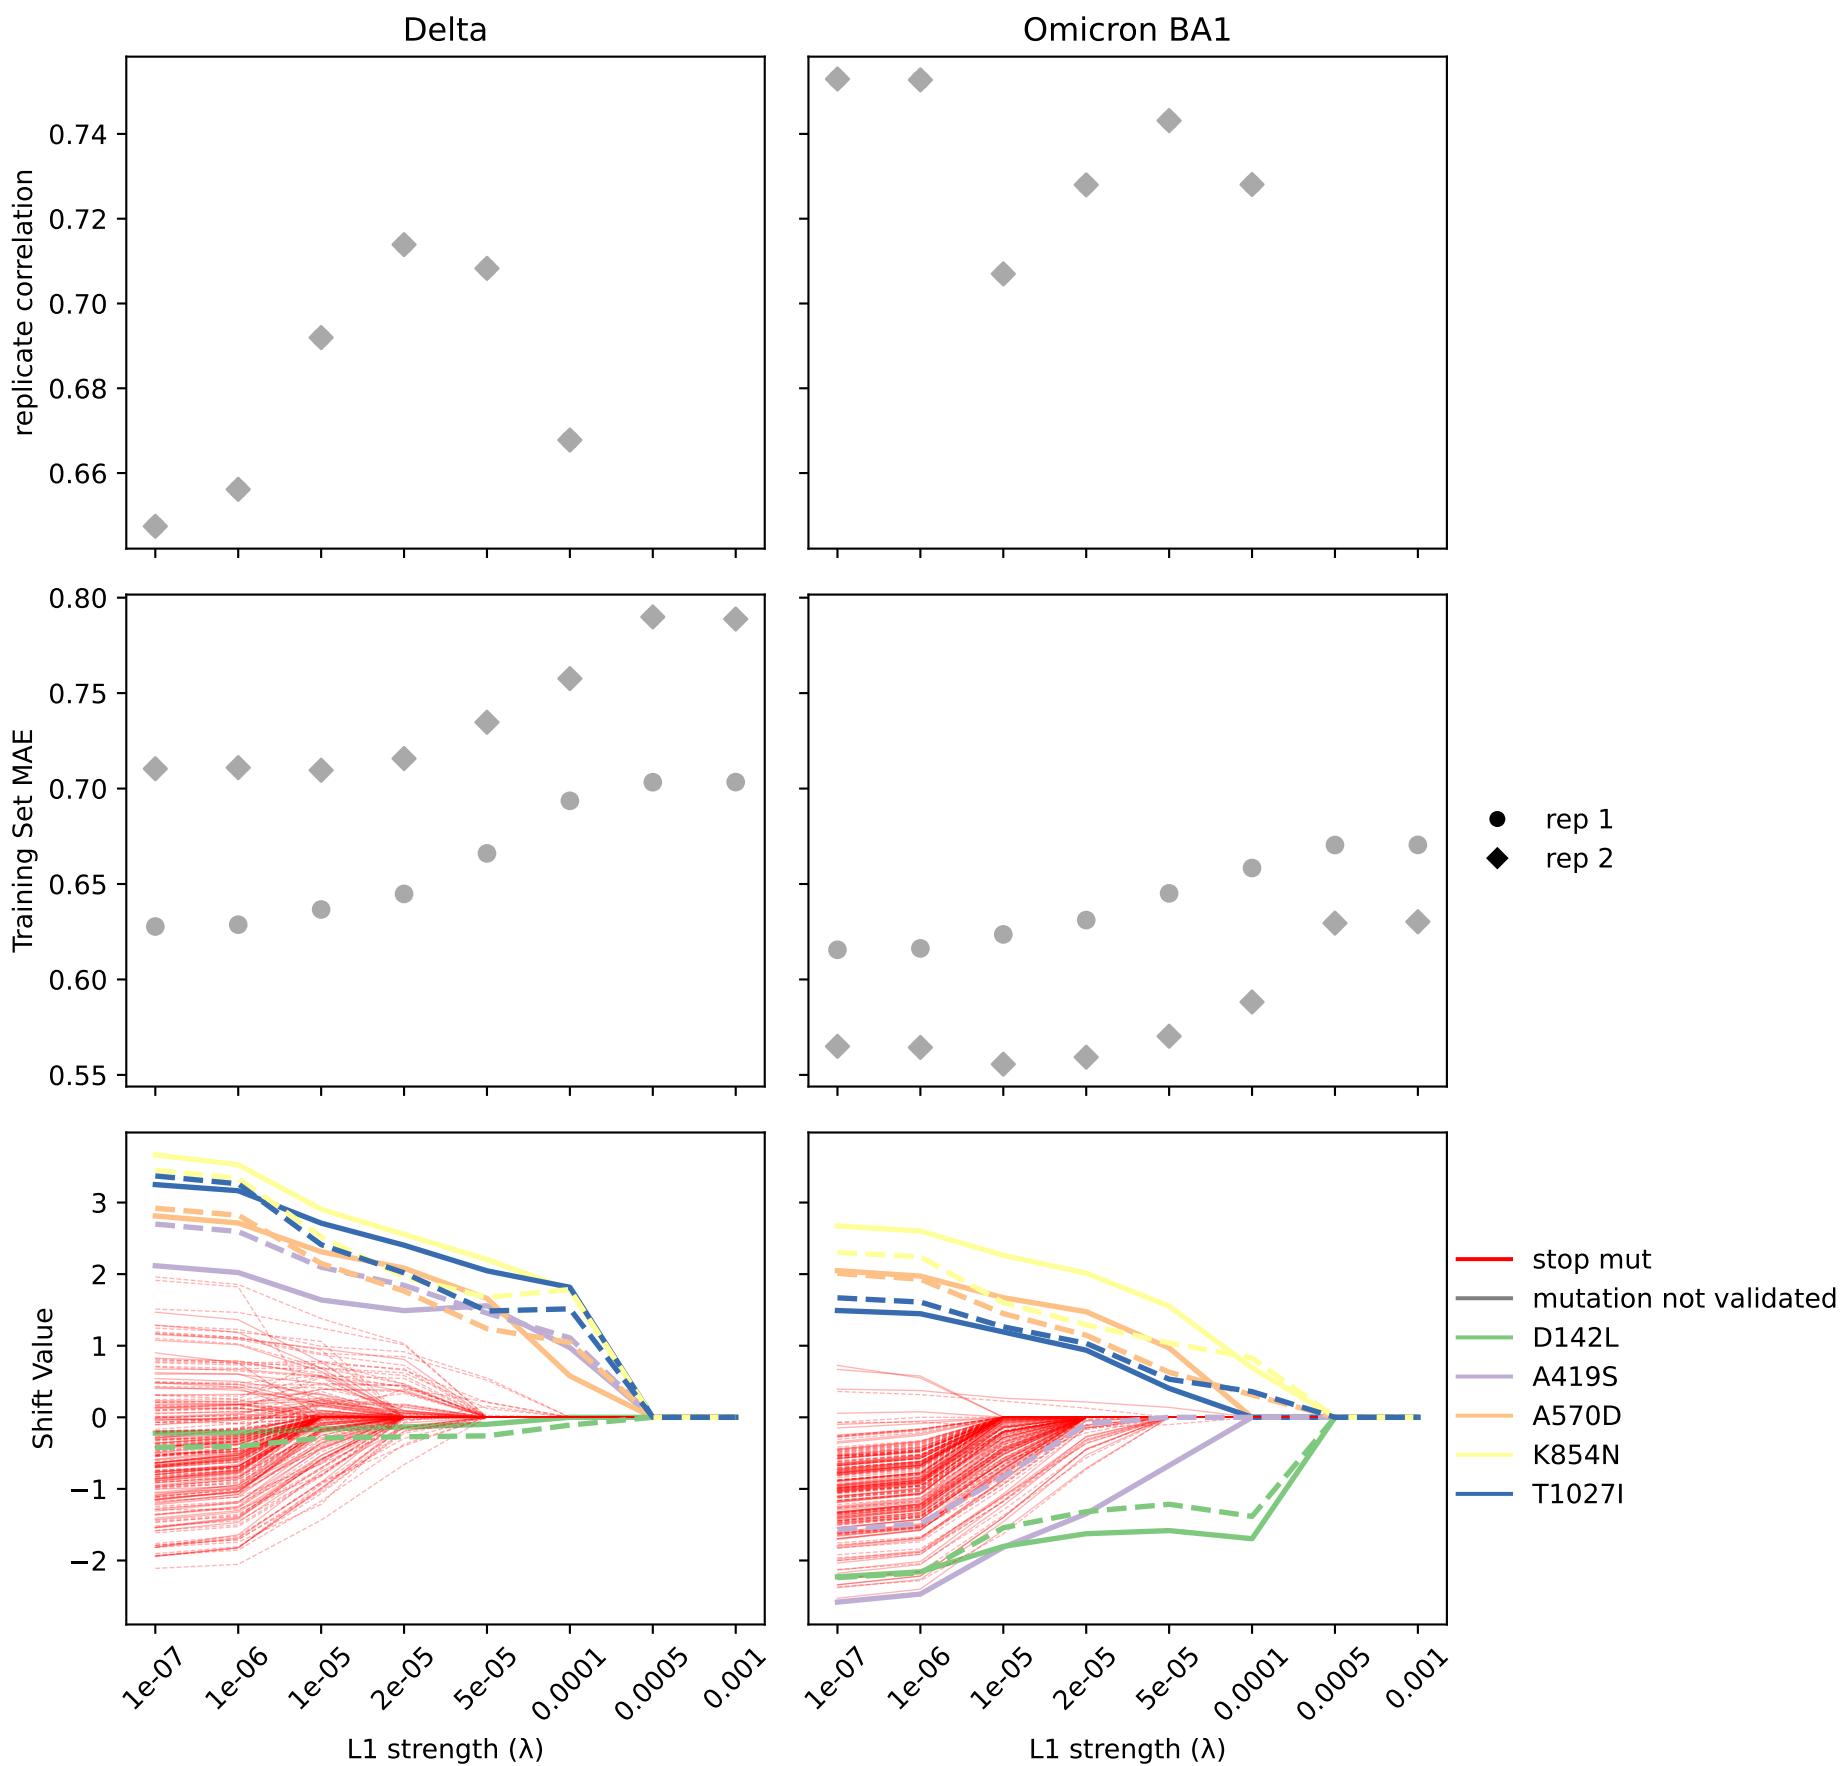 Delta
Omicron BA1
replicate correlation
0.74
0.72
0.70
0.68
0.66
Training Set MAE
0.80
0.75
0.70
0.65
0.60
0.55
rep 1
rep 2
Shift Value
3
2
1
0
−1
−2
stop mut
mutation not validated
D142L
A419S
A570D
K854N
T1027I
1e-07
1e-06
1e-05
2e-05
5e-05
0.0001
0.0005
0.001
1e-07
1e-06
1e-05
2e-05
5e-05
0.0001
0.0005
0.001
L1 strength (λ)
L1 strength (λ)